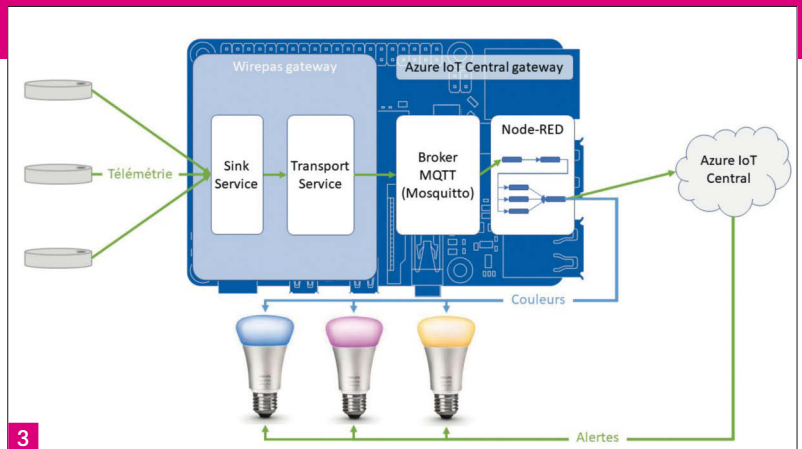 Wirepas gateway
Azure IoT Central gateway
Télémétrie
Sink
Service
Transport
Service
Broker
MQTT
(Mosquitto)
Node-RED
Azure IoT
Central
Couleurs
Alertes
3